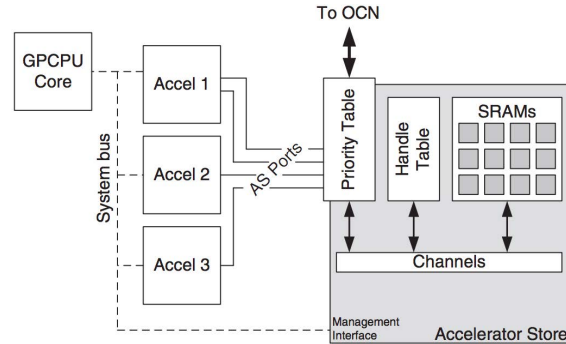 To OCN
GPCPU
Core
Accel 1
Accel 2
Accel 3
System bus
AS Ports
Priority Table
Handle
Table
SRAMs
Channels
Management
Interface
Accelerator Store